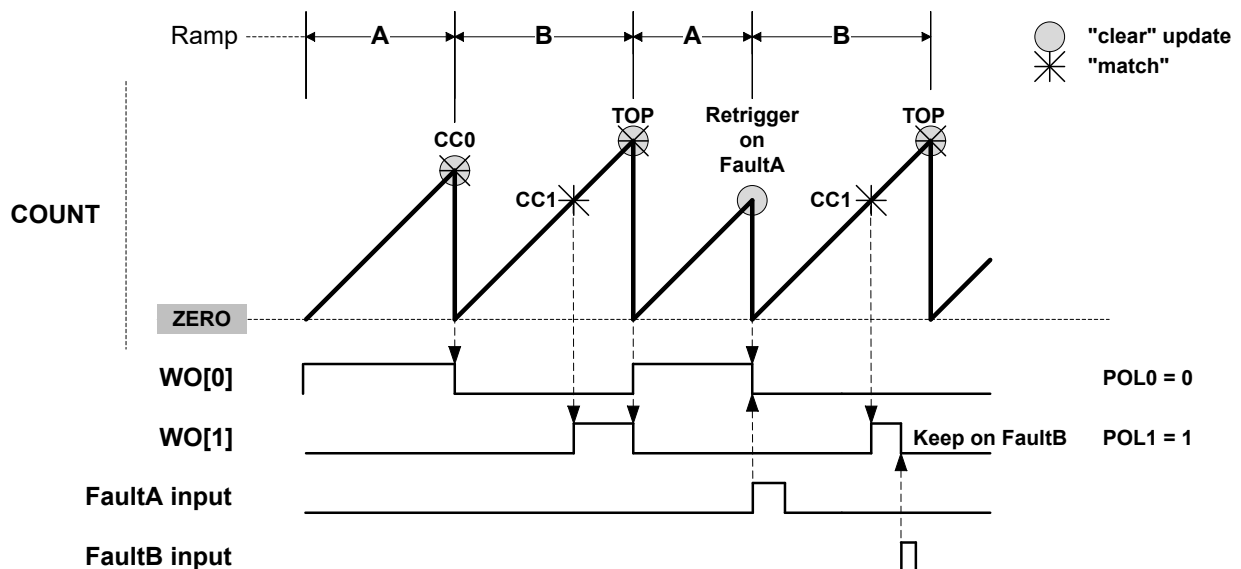 Ramp A B A B
"clear" update
"match"
TOP Retrigger TOP
CC0 on
FaultA
CC1 CC1
COUNT
ZERO
WO[0] POL0 = 0
WO[1] Keep on FaultB POL1 = 1
FaultA input
FaultB input